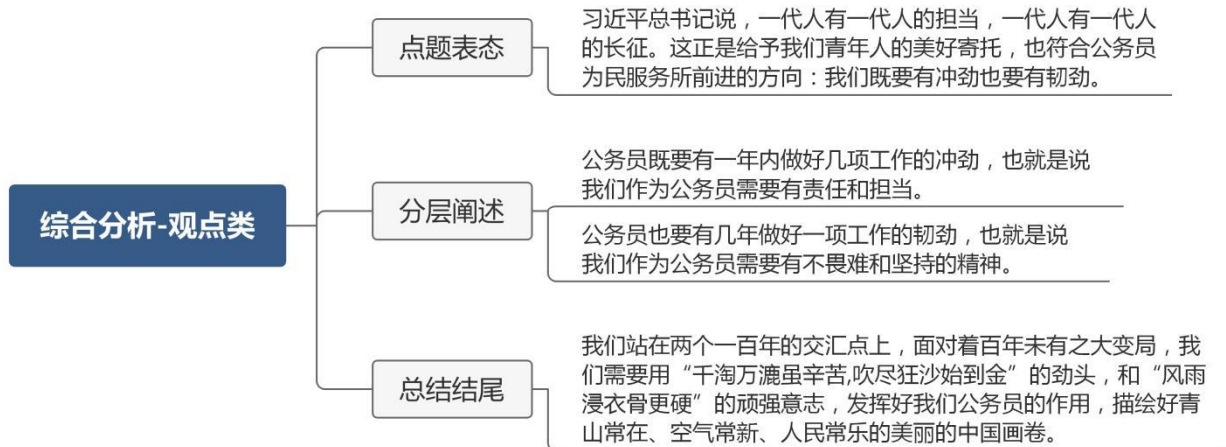 综合分析-观点类
点题表态
习近平总书记说，一代人有一代人的担当，一代人有一代人
的长征。这正是给予我们青年人的美好寄托，也符合公务员
为民服务所前进的方向：我们既要有冲劲也要有韧劲。
分层阐述
公务员既要有一年内做好几项工作的冲劲，也就是说
我们作为公务员需要有责任和担当。
公务员也要有几年做好一项工作的韧劲，也就是说
我们作为公务员需要有不畏难和坚持的精神。
总结结尾
我们站在两个一百年的交汇点上，面对着百年未有之大变局，我
们需要用“千淘万漉虽辛苦,吹尽狂沙始到金”的劲头，和“风雨
浸衣骨更硬”的顽强意志，发挥好我们公务员的作用，描绘好青
山常在、空气常新、人民常乐的美丽的中国画卷。